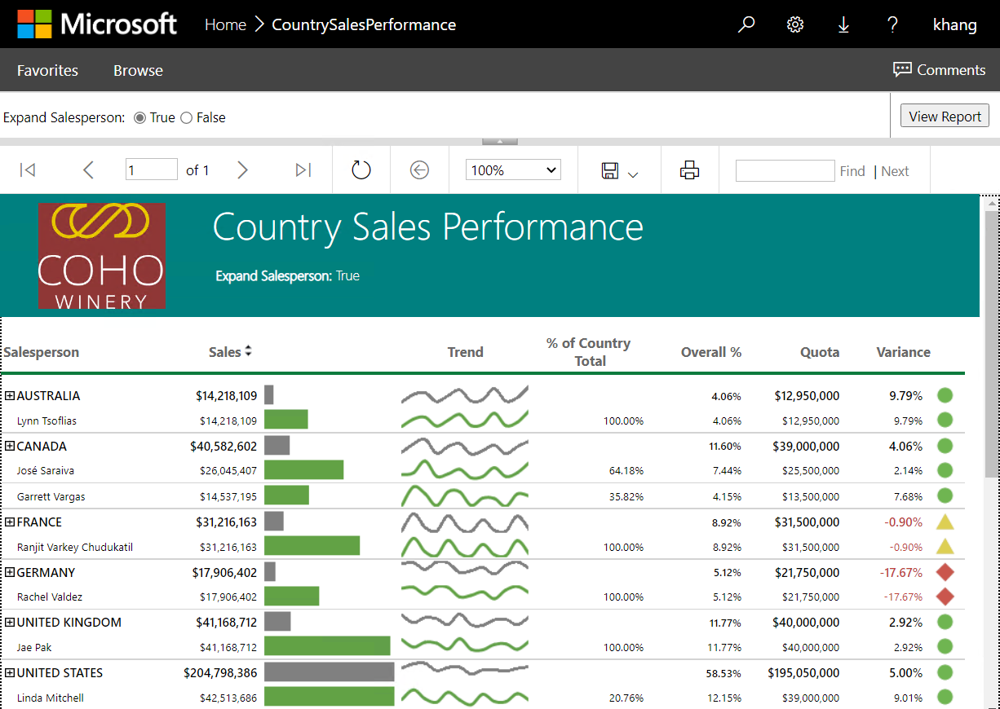 Microsoft Home CountrySalesPerformance ? khang
Favorites Browse Comments
Expand Salesperson: True False View Report
1 of 1 100% Find | Next
COHO
WINERY
Country Sales Performance
Expand Salesperson: True
Salesperson Sales Trend % of Country Total Overall % Quota Variance
AUSTRALIA $14,218,109 4.06% $12,950,000 9.79%
Lynn Tsoflias $14,218,109 100.00% 4.06% $12,950,000 9.79%
CANADA $40,582,602 11.60% $39,000,000 4.06%
José Saraiva $26,045,407 64.18% 7.44% $25,500,000 2.14%
Garrett Vargas $14,537,195 35.82% 4.15% $13,500,000 7.68%
FRANCE $31,216,163 8.92% $31,500,000 -0.90%
Ranjit Varkey Chudukatil $31,216,163 100.00% 8.92% $31,500,000 -0.90%
GERMANY $17,906,402 5.12% $21,750,000 -17.67%
Rachel Valdez $17,906,402 100.00% 5.12% $21,750,000 -17.67%
UNITED KINGDOM $41,168,712 11.77% $40,000,000 2.92%
Jae Pak $41,168,712 100.00% 11.77% $40,000,000 2.92%
UNITED STATES $204,798,386 58.53% $195,050,000 5.00%
Linda Mitchell $42,513,686 20.76% 12.15% $39,000,000 9.01%